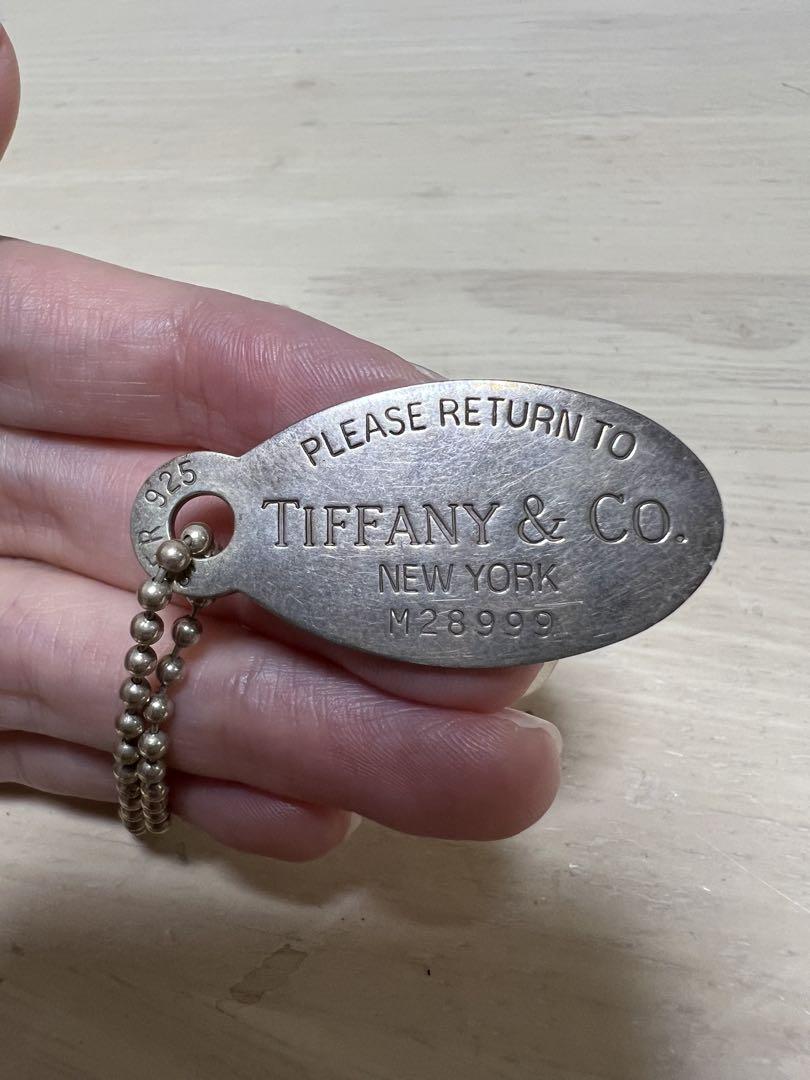 PLEASE RETURN TO
TIFFANY & CO.
NEW YORK
M28999
925